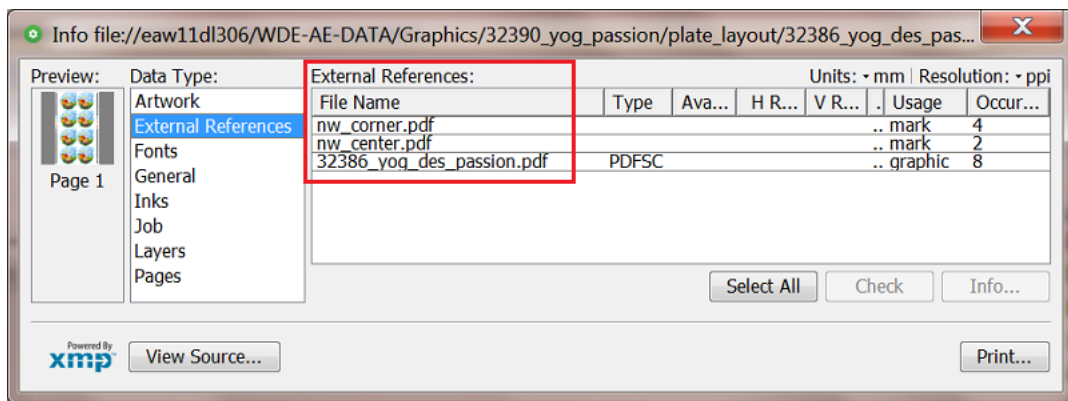 Info file://eaw11dl306/WDE-AE-DATA/Graphics/32390_yog_passion/plate_layout/32386_yog_des_pas...
Preview: Data Type: External References: Units: mm | Resolution: ppi
File Name Type Ava... H R... V R... . Usage Occur...
nw_corner.pdf .. mark 4
nw_center.pdf .. mark 2
32386_yog_des_passion.pdf PDFSC .. graphic 8
Artwork
External References
Fonts
General
Inks
Job
Layers
Pages
Page 1
Select All Check Info...
Powered By
xmp View Source... Print...